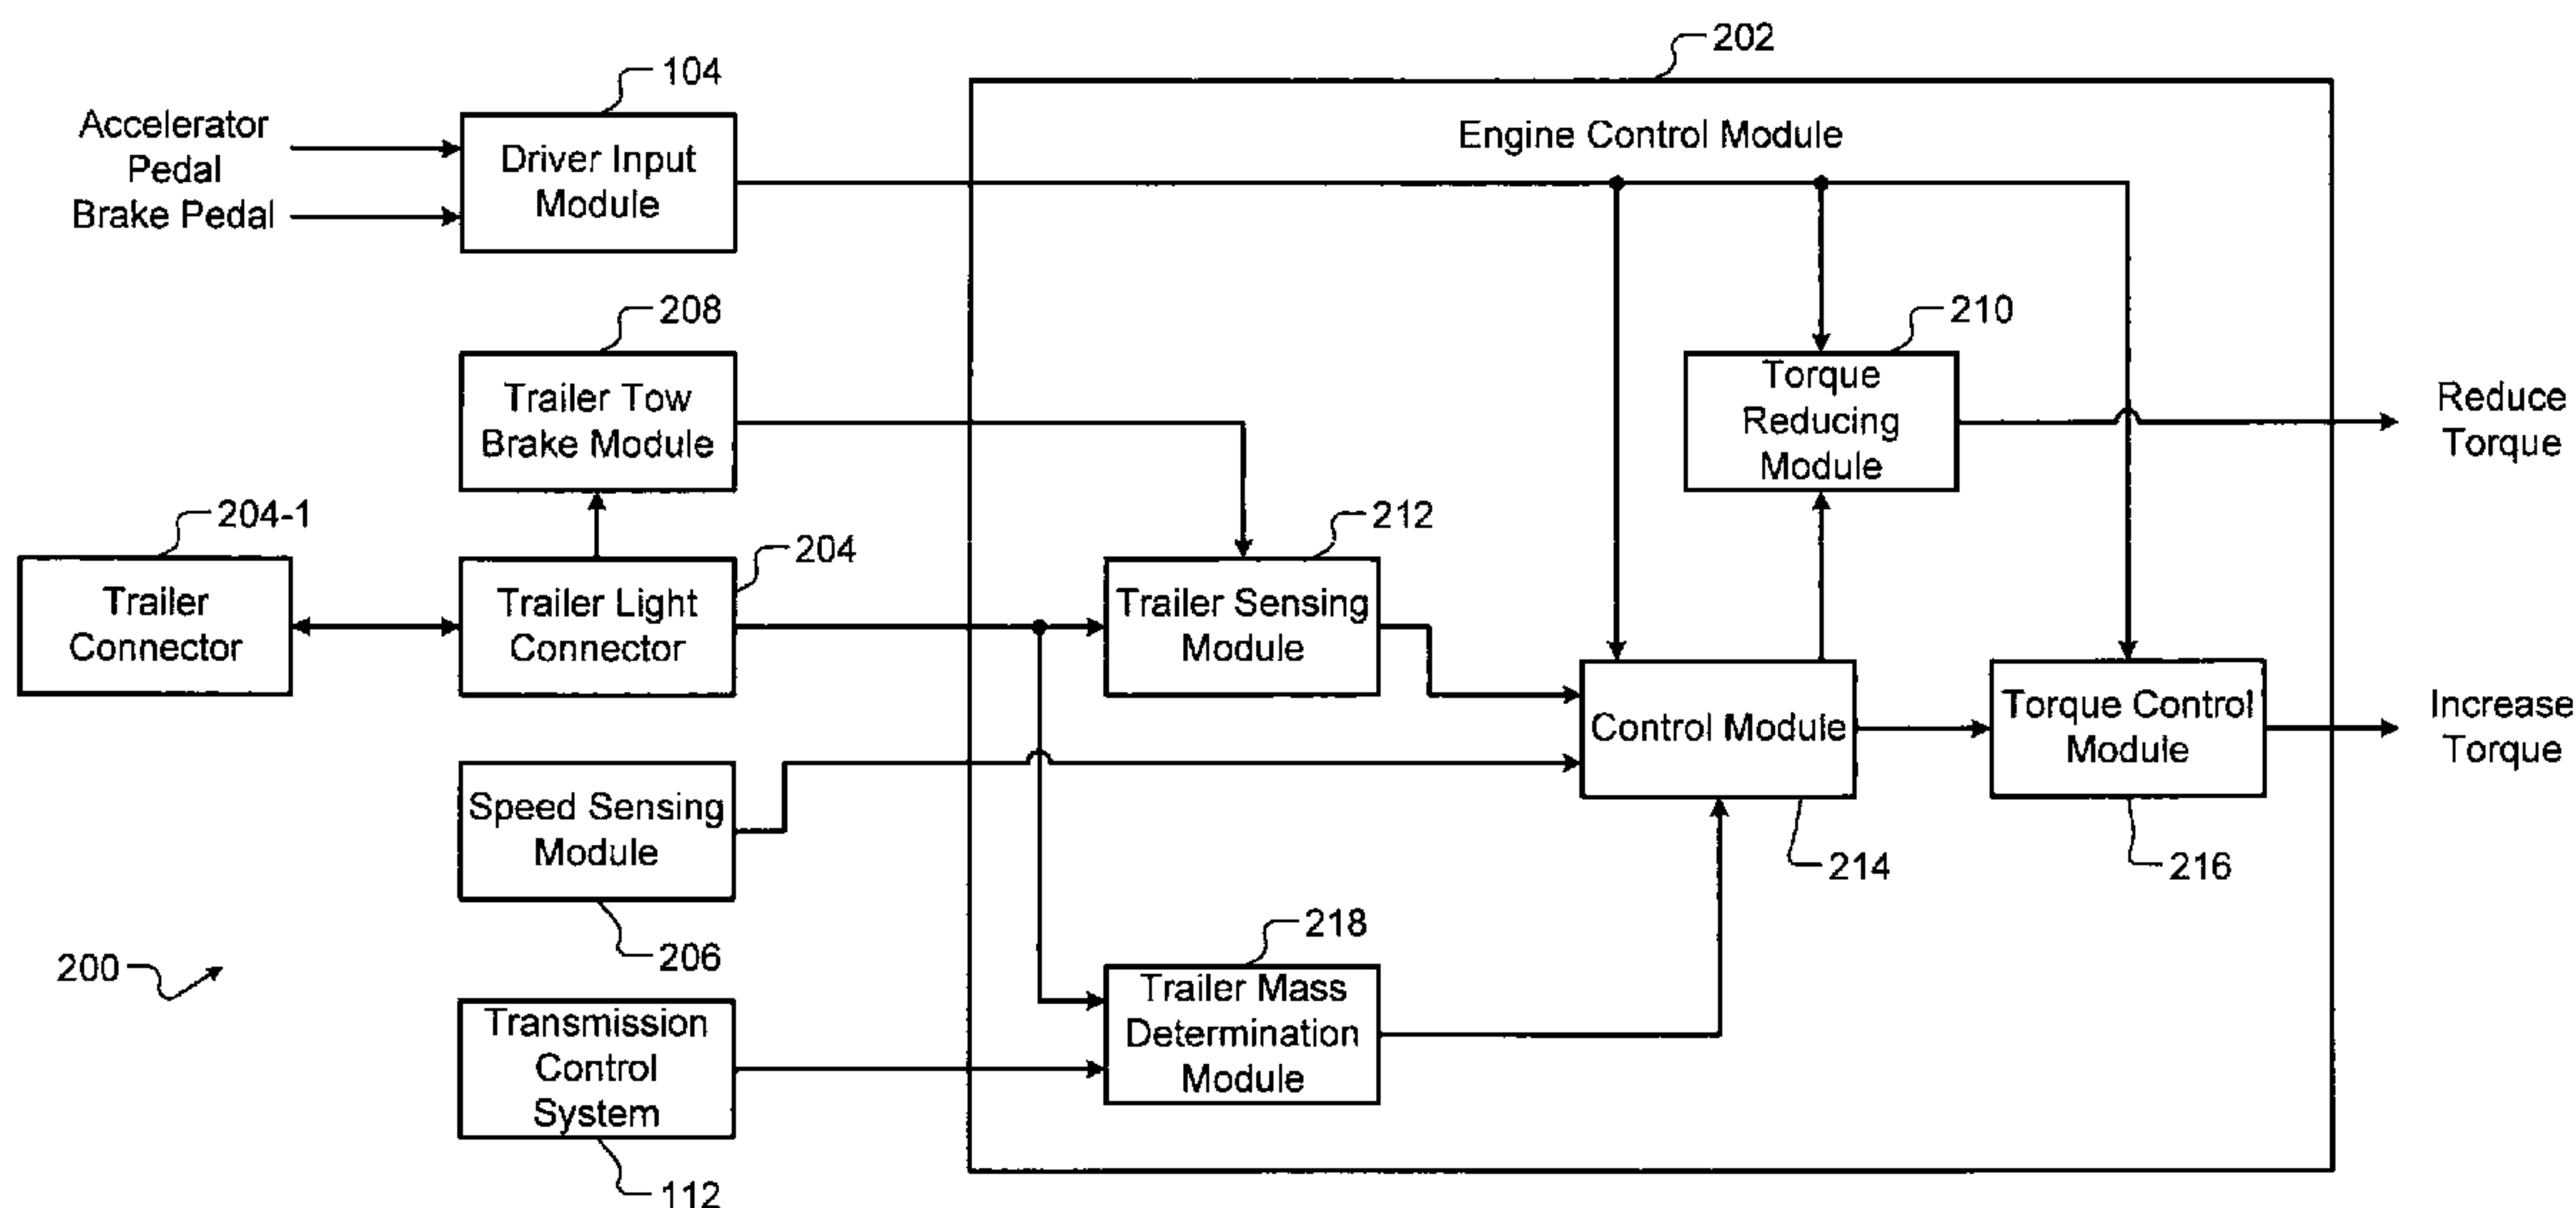 202
104
Accelerator
Pedal
Brake Pedal
Driver Input
Module
Engine Control Module
208
Trailer Tow
Brake Module
210
Torque
Reducing
Module
Reduce
Torque
204-1
Trailer
Connector
204
Trailer Light
Connector
212
Trailer Sensing
Module
Control Module
214
Torque Control
Module
216
Increase
Torque
Speed Sensing
Module
206
200
218
Trailer Mass
Determination
Module
Transmission
Control
System
112